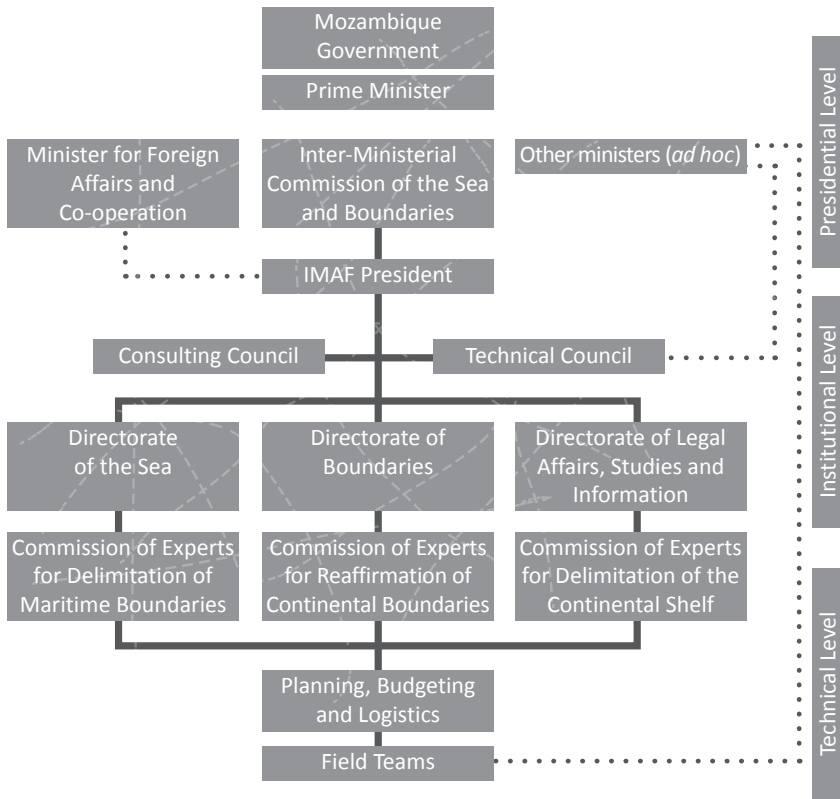 Mozambique
Government
Prime Minister
Minister for Foreign
Affairs and
Co-operation
Inter-Ministerial
Commission of the Sea
and Boundaries
Other ministers (ad hoc)
IMAF President
Consulting Council
Technical Council
Directorate
of the Sea
Directorate of
Boundaries
Directorate of Legal
Affairs, Studies and
Information
Commission of Experts
for Delimitation of
Maritime Boundaries
Commission of Experts
for Reaffirmation of
Continental Boundaries
Commission of Experts
for Delimitation of the
Continental Shelf
Planning, Budgeting
and Logistics
Field Teams
Presidential Level
Institutional Level
Technical Level